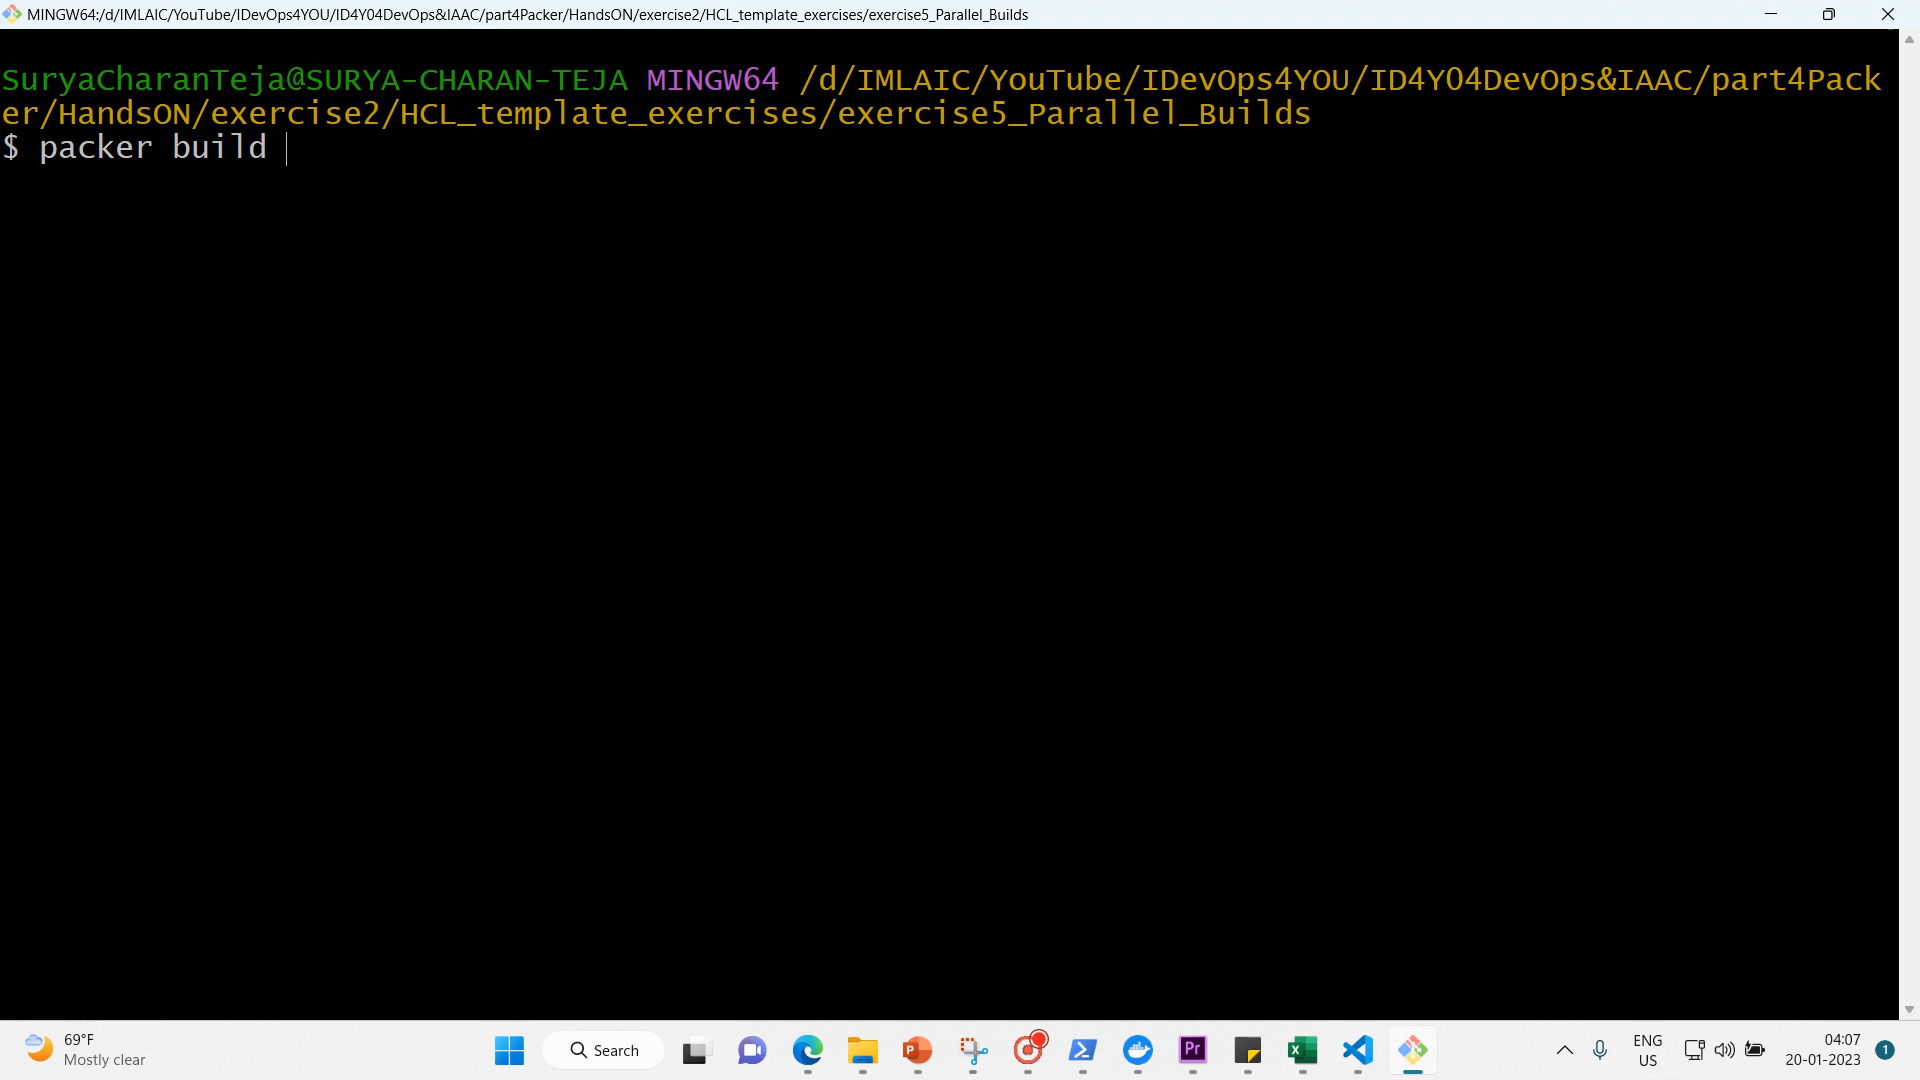 MINGW64:/d/IMLAIC/YouTube/IDevOps4YOU/ID4Y04DevOps&IAAC/part4Packer/HandsON/exercise2/HCL_template_exercises/exercise5_Parallel_Builds
SuryaCharanTeja@SURYA-CHARAN-TEJA MINGW64 /d/IMLAIC/YouTube/IDevOps4YOU/ID4Y04DevOps&IAAC/part4Pack
er/HandsON/exercise2/HCL_template_exercises/exercise5_Parallel_Builds
$ packer build
69°F
Mostly clear
Search
P
Pr
X
ENG
US
04:07
20-01-2023
1